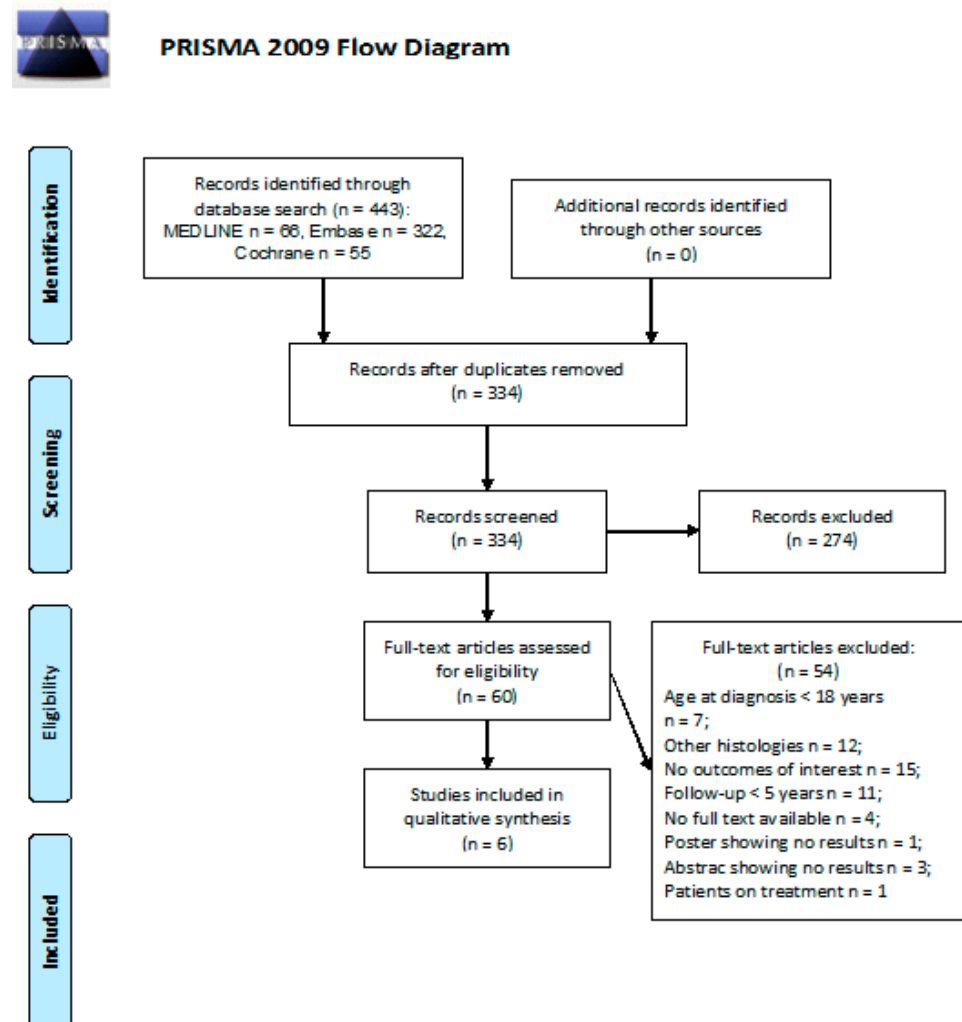 PRISMA
PRISMA 2009 Flow Diagram
Identification
Records identified through
database search (n = 443):
MEDLINE n = 66, Embase n = 322,
Cochrane n = 55
Additional records identified
through other sources
(n = 0)
Records after duplicates removed
(n = 334)
Screening
Records screened
(n = 334)
Records excluded
(n = 274)
Eligibility
Full-text articles assessed
for eligibility
(n = 60)
Full-text articles excluded:
(n = 54)
Age at diagnosis < 18 years
n = 7;
Other histologies n = 12;
No outcomes of interest n = 15;
Follow-up < 5 years n = 11;
No full text available n = 4;
Poster showing no results n = 1;
Abstrac showing no results n = 3;
Patients on treatment n = 1
Studies included in
qualitative synthesis
(n = 6)
Included